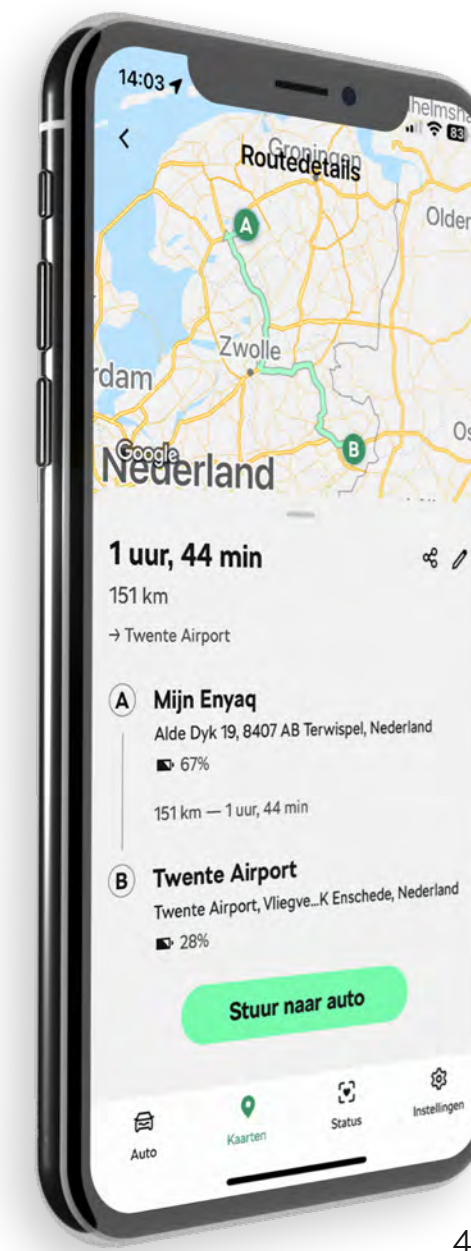 14:03
83
Routedetails
Groningen
Zwolle
A
B
Google
Nederland
1 uur, 44 min
151 km
→ Twente Airport
A
Mijn Enyaq
Alde Dyk 19, 8407 AB Terwispel, Nederland
67%
151 km — 1 uur, 44 min
B
Twente Airport
Twente Airport, Vliegve...K Enschede, Nederland
28%
Stuur naar auto
Auto
Kaarten
Status
Instellingen
4